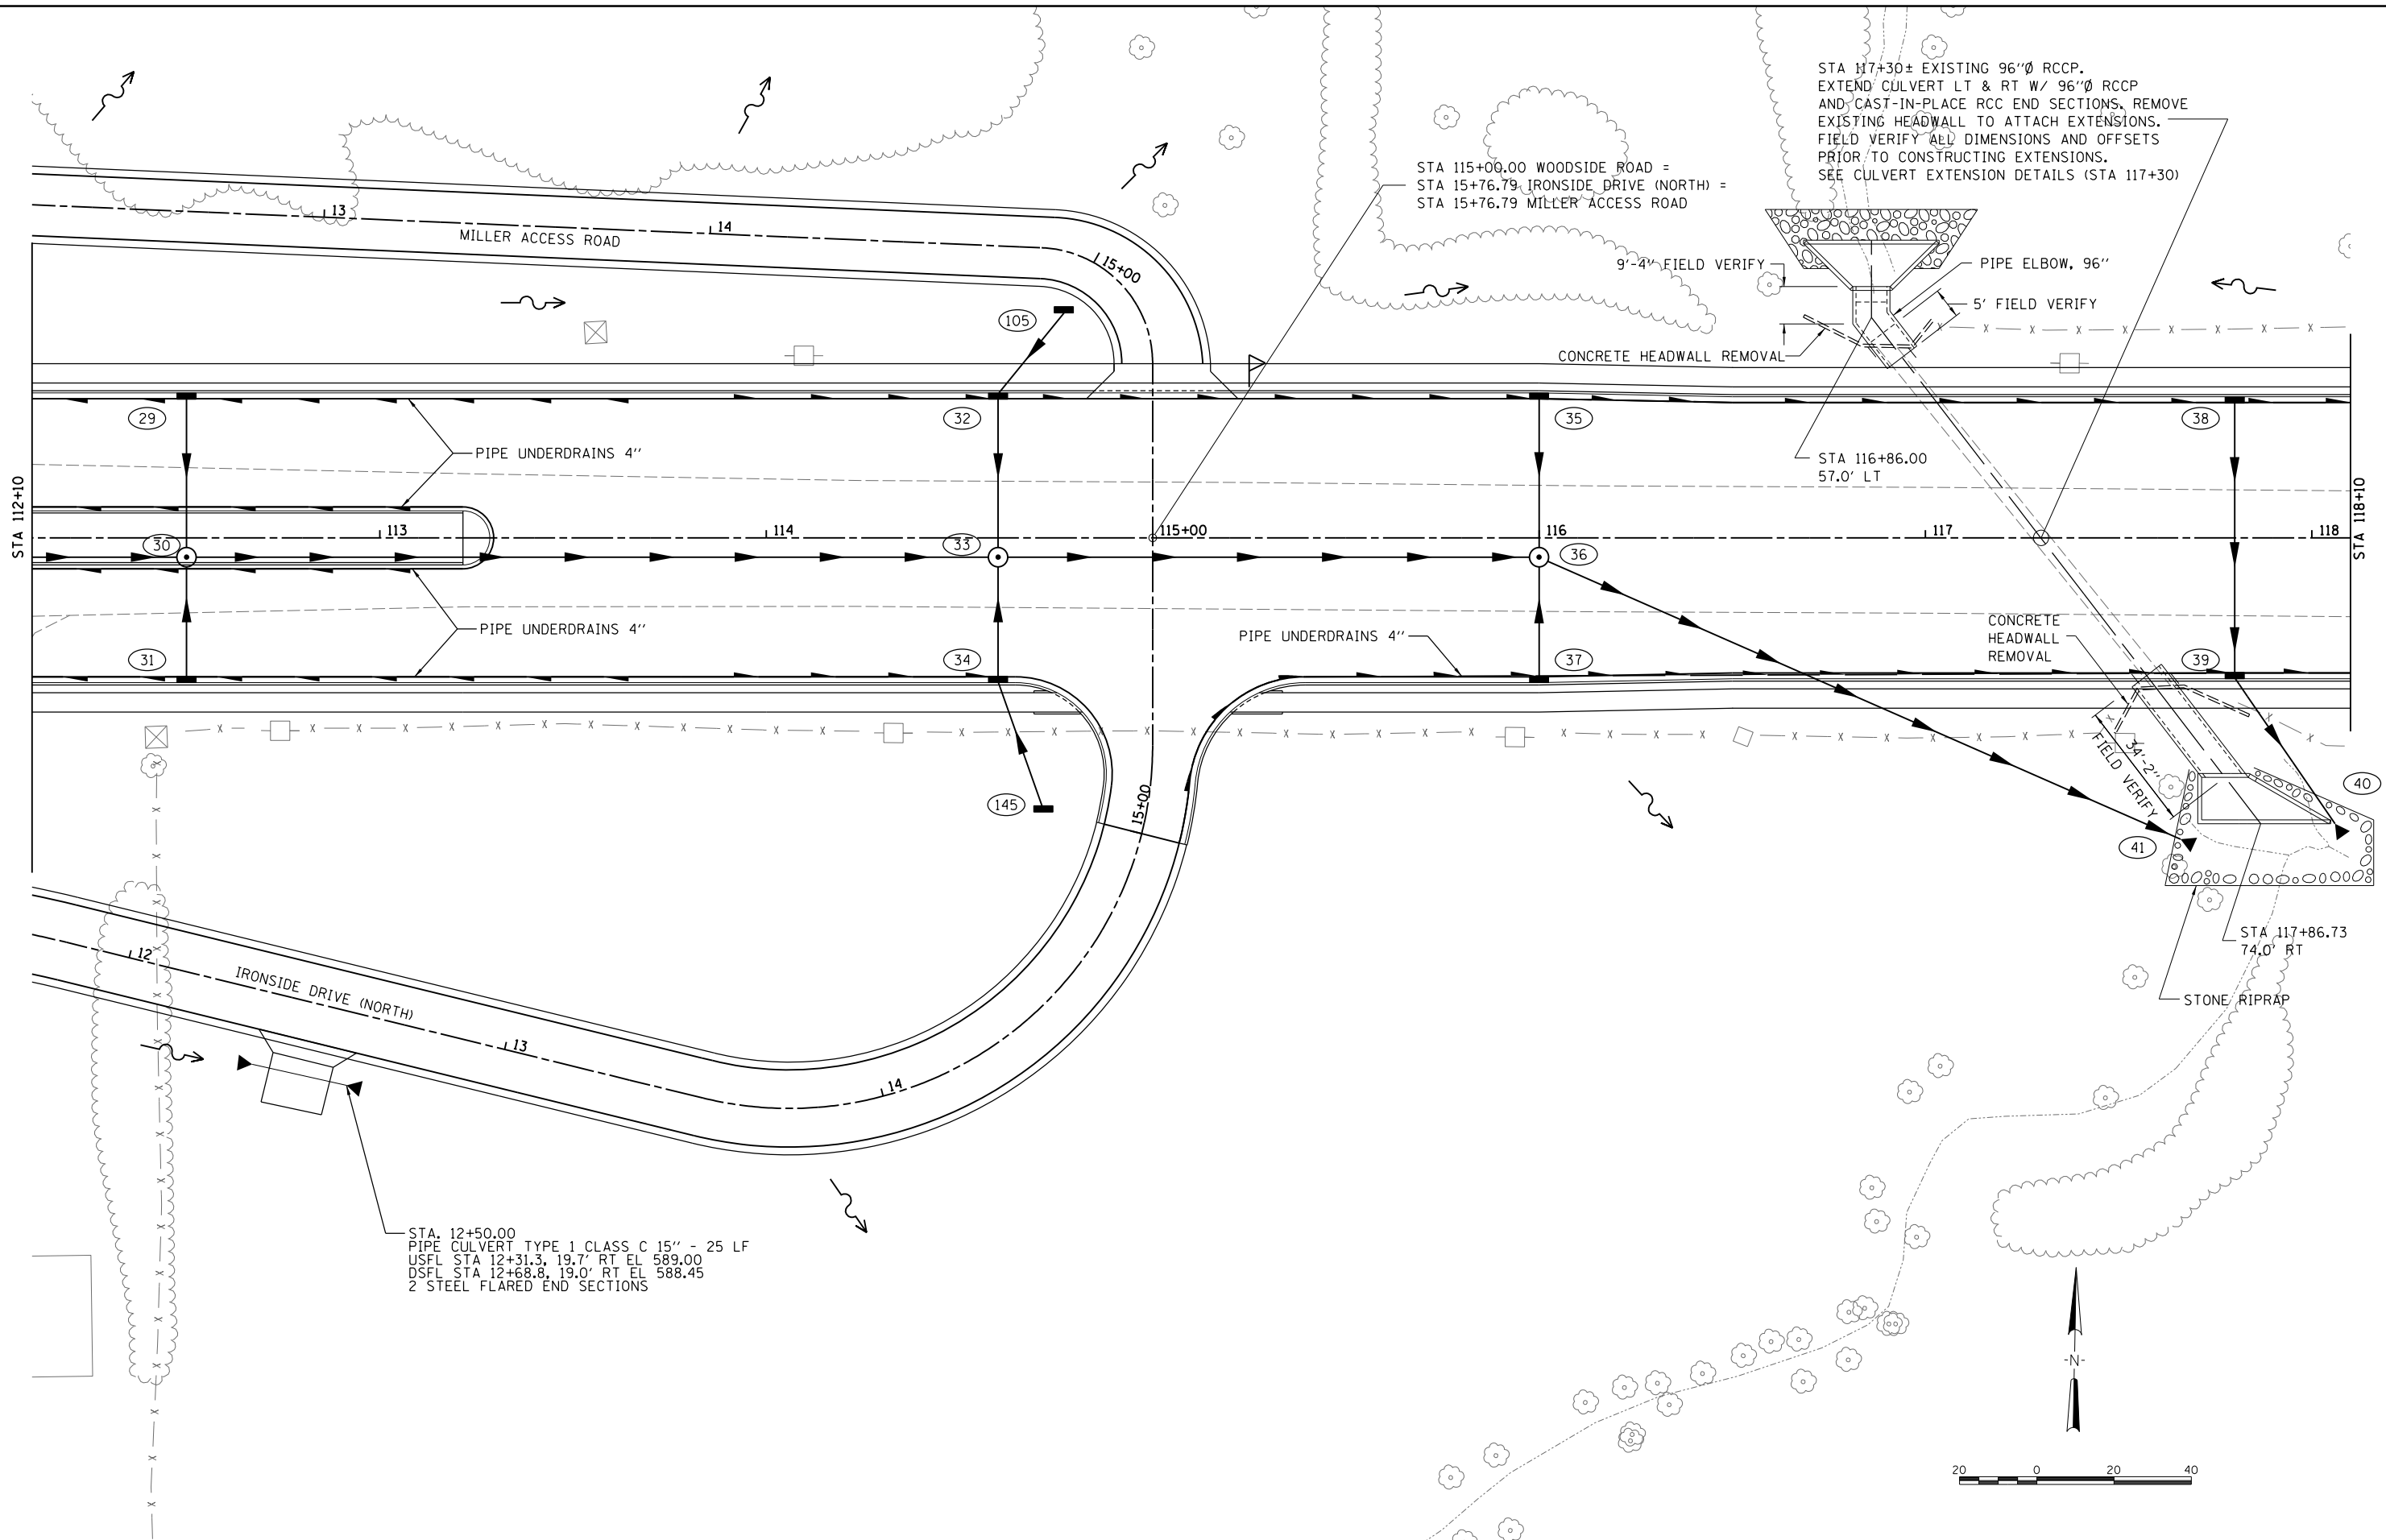 STA 117+30± EXISTING 96"Ø RCCP.
EXTEND CULVERT LT & RT W/ 96"Ø RCCP
AND CAST-IN-PLACE RCC END SECTIONS. REMOVE
EXISTING HEADWALL TO ATTACH EXTENSIONS.
FIELD VERIFY ALL DIMENSIONS AND OFFSETS
PRIOR TO CONSTRUCTING EXTENSIONS.
SEE CULVERT EXTENSION DETAILS (STA 117+30)
STA 115+00.00 WOODSIDE ROAD =
STA 15+76.79 IRONSIDE DRIVE (NORTH) =
STA 15+76.79 MILLER ACCESS ROAD
13
14
15+00
MILLER ACCESS ROAD
9'-4" FIELD VERIFY
PIPE ELBOW, 96"
5' FIELD VERIFY
CONCRETE HEADWALL REMOVAL
105
29
32
35
38
PIPE UNDERDRAINS 4"
STA 116+86.00
57.0' LT
STA 112+10
STA 118+10
113
114
115+00
116
117
118
30
33
36
PIPE UNDERDRAINS 4"
PIPE UNDERDRAINS 4"
CONCRETE
HEADWALL
REMOVAL
31
34
37
39
34'-2"
FIELD VERIFY
40
145
15+00
41
STA 117+86.73
74.0' RT
STONE RIPRAP
12
IRONSIDE DRIVE (NORTH)
13
14
STA. 12+50.00
PIPE CULVERT TYPE 1 CLASS C 15" - 25 LF
USFL STA 12+31.3, 19.7' RT EL 589.00
DSFL STA 12+68.8, 19.0' RT EL 588.45
2 STEEL FLARED END SECTIONS
-N-
20 0 20 40